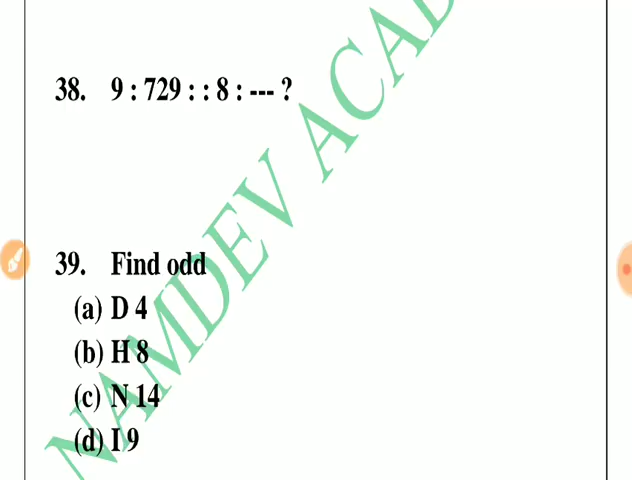 38. 9 : 729 : : 8 : --- ?
39. Find odd
(a) D 4
(b) H 8
(c) N 14
(d) I 9
NAMDEV ACAD